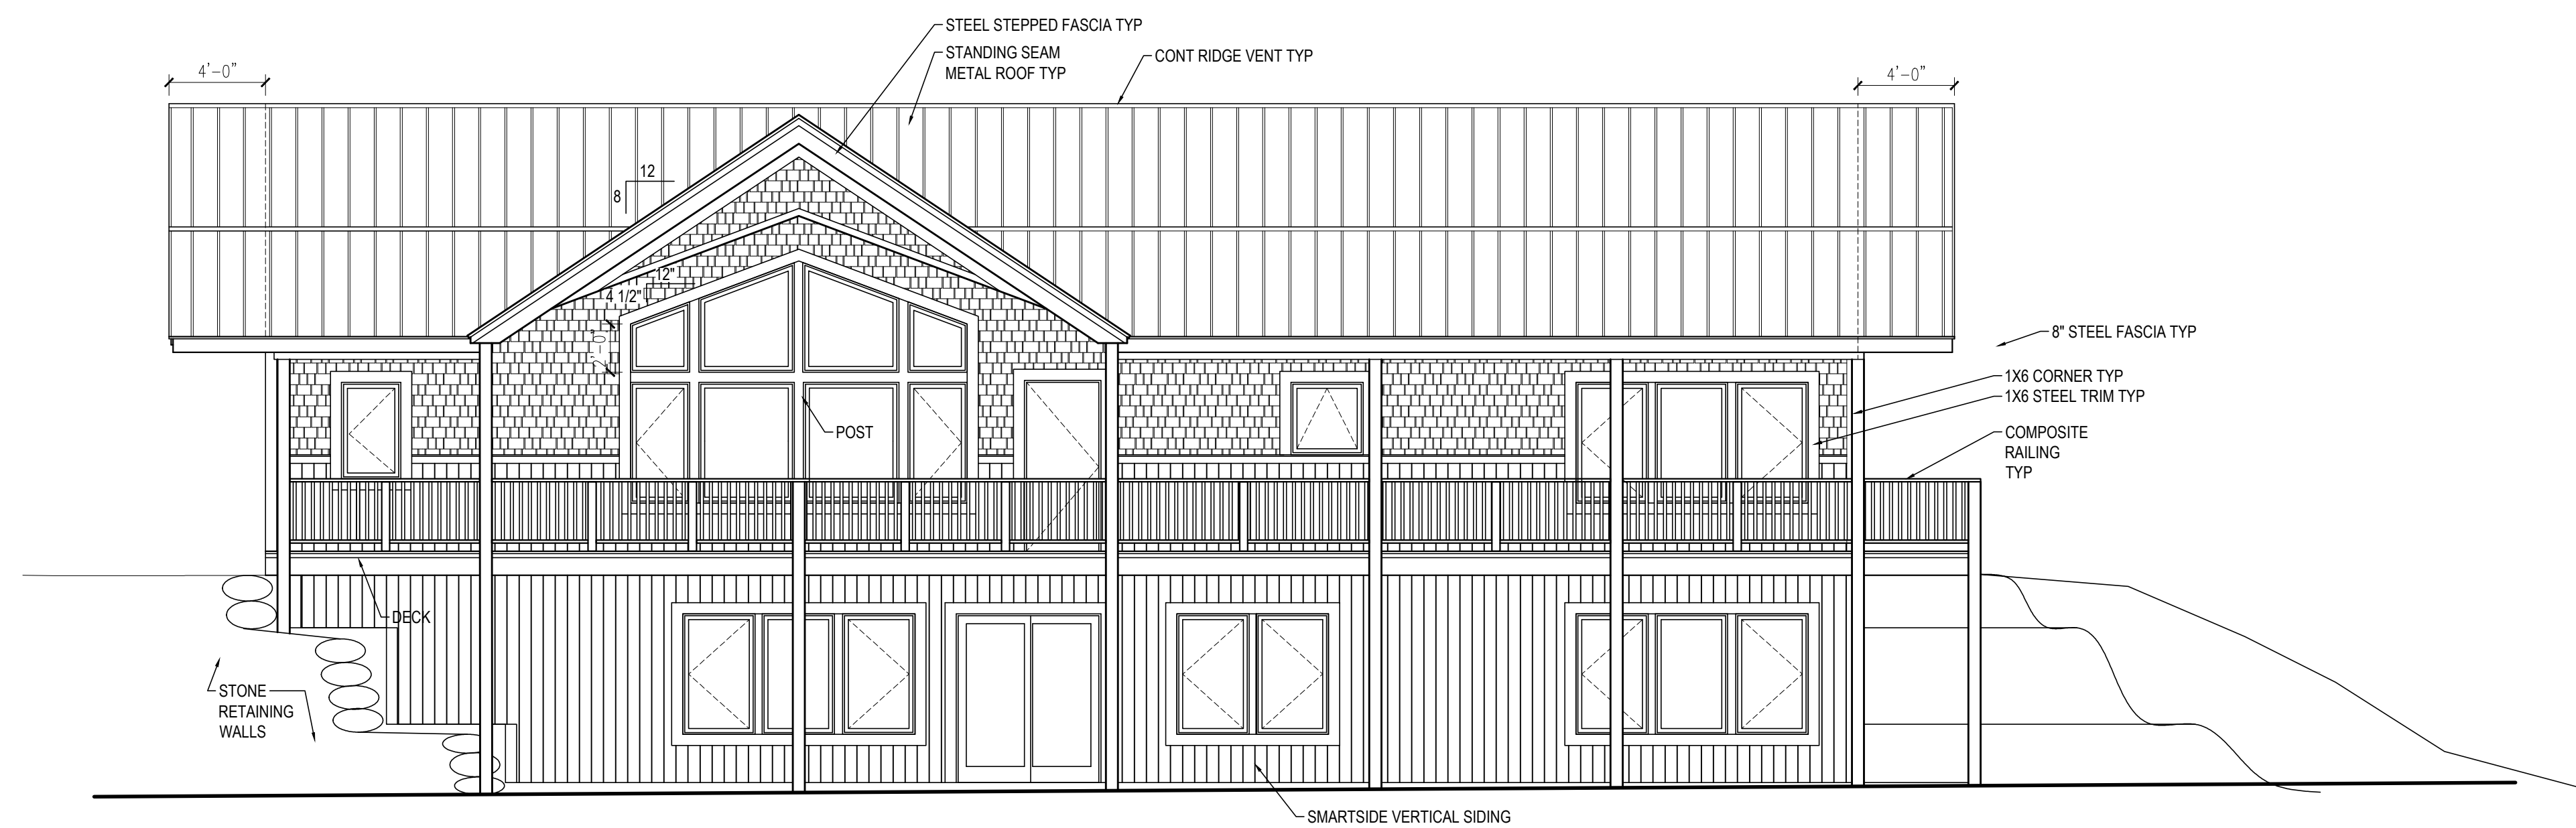 STEEL STEPPED FASCIA TYP
STANDING SEAM
METAL ROOF TYP
CONT RIDGE VENT TYP
4'-0"
4'-0"
12
8
12"
4 1/2"
2'-0"
8" STEEL FASCIA TYP
1X6 CORNER TYP
1X6 STEEL TRIM TYP
POST
COMPOSITE
RAILING
TYP
DECK
STONE
RETAINING
WALLS
SMARTSIDE VERTICAL SIDING